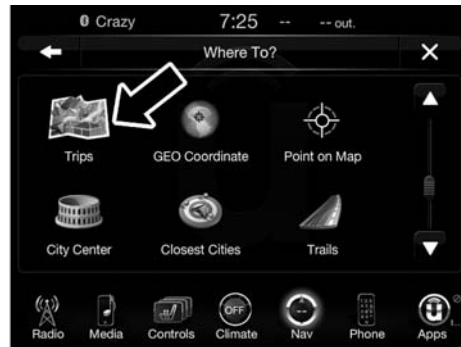 Crazy 7:25 -- -- out.
Where To?
Trips GEO Coordinate Point on Map
City Center Closest Cities Trails
OFF --
Radio Media Controls Climate Nav Phone Apps